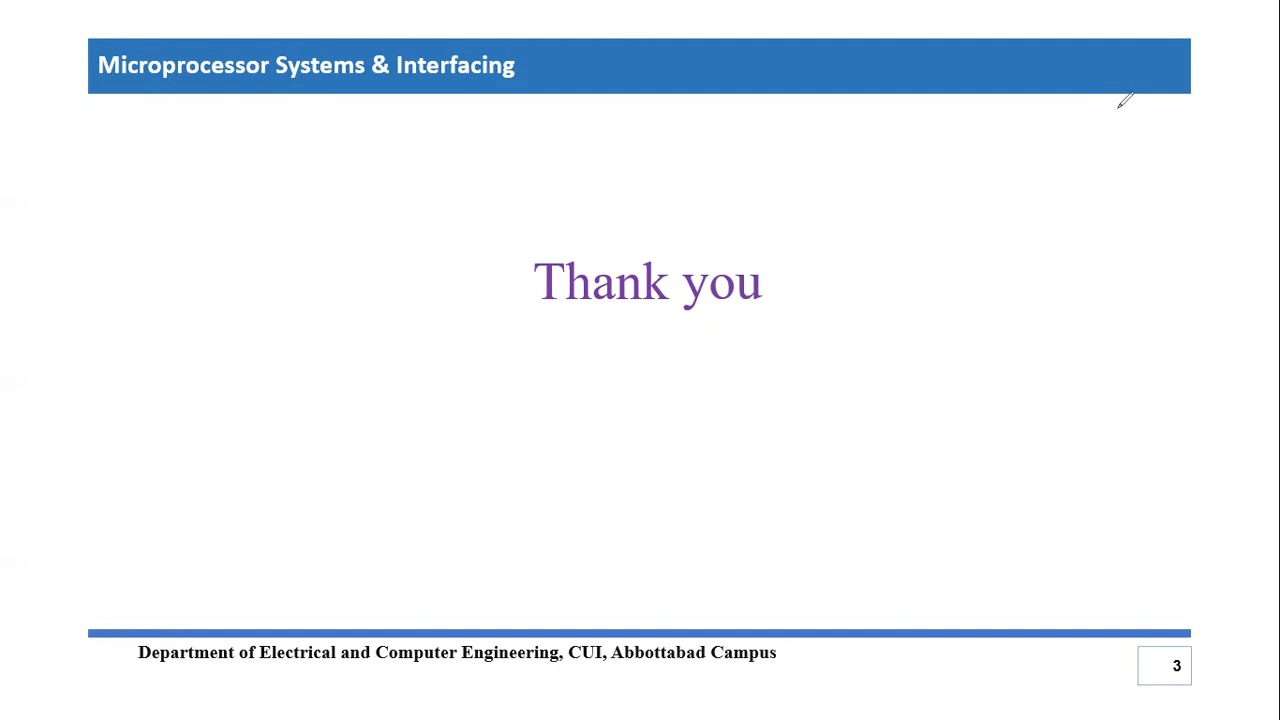 Microprocessor Systems & Interfacing
Thank you
Department of Electrical and Computer Engineering, CUI, Abbottabad Campus
3